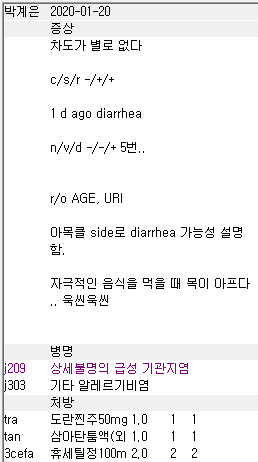 박계은 2020-01-20
증상
차도가 별로 없다
c/s/r -/+/+
1 d ago diarrhea
n/v/d -/-/+ 5번..
r/o AGE, URI
아목클 side로 diarrhea 가능성 설명
함.
자극적인 음식을 먹을 때 목이 아프다
.. 욱씬욱씬
병명
j209 상세불명의 급성 기관지염
j303 기타 알레르기비염
처방
tra 도란찐주50mg 1.0 1 1
tan 삼아탄툼액(외 1.0 1 1
3cefa 휴세틸정100m 2.0 2 2